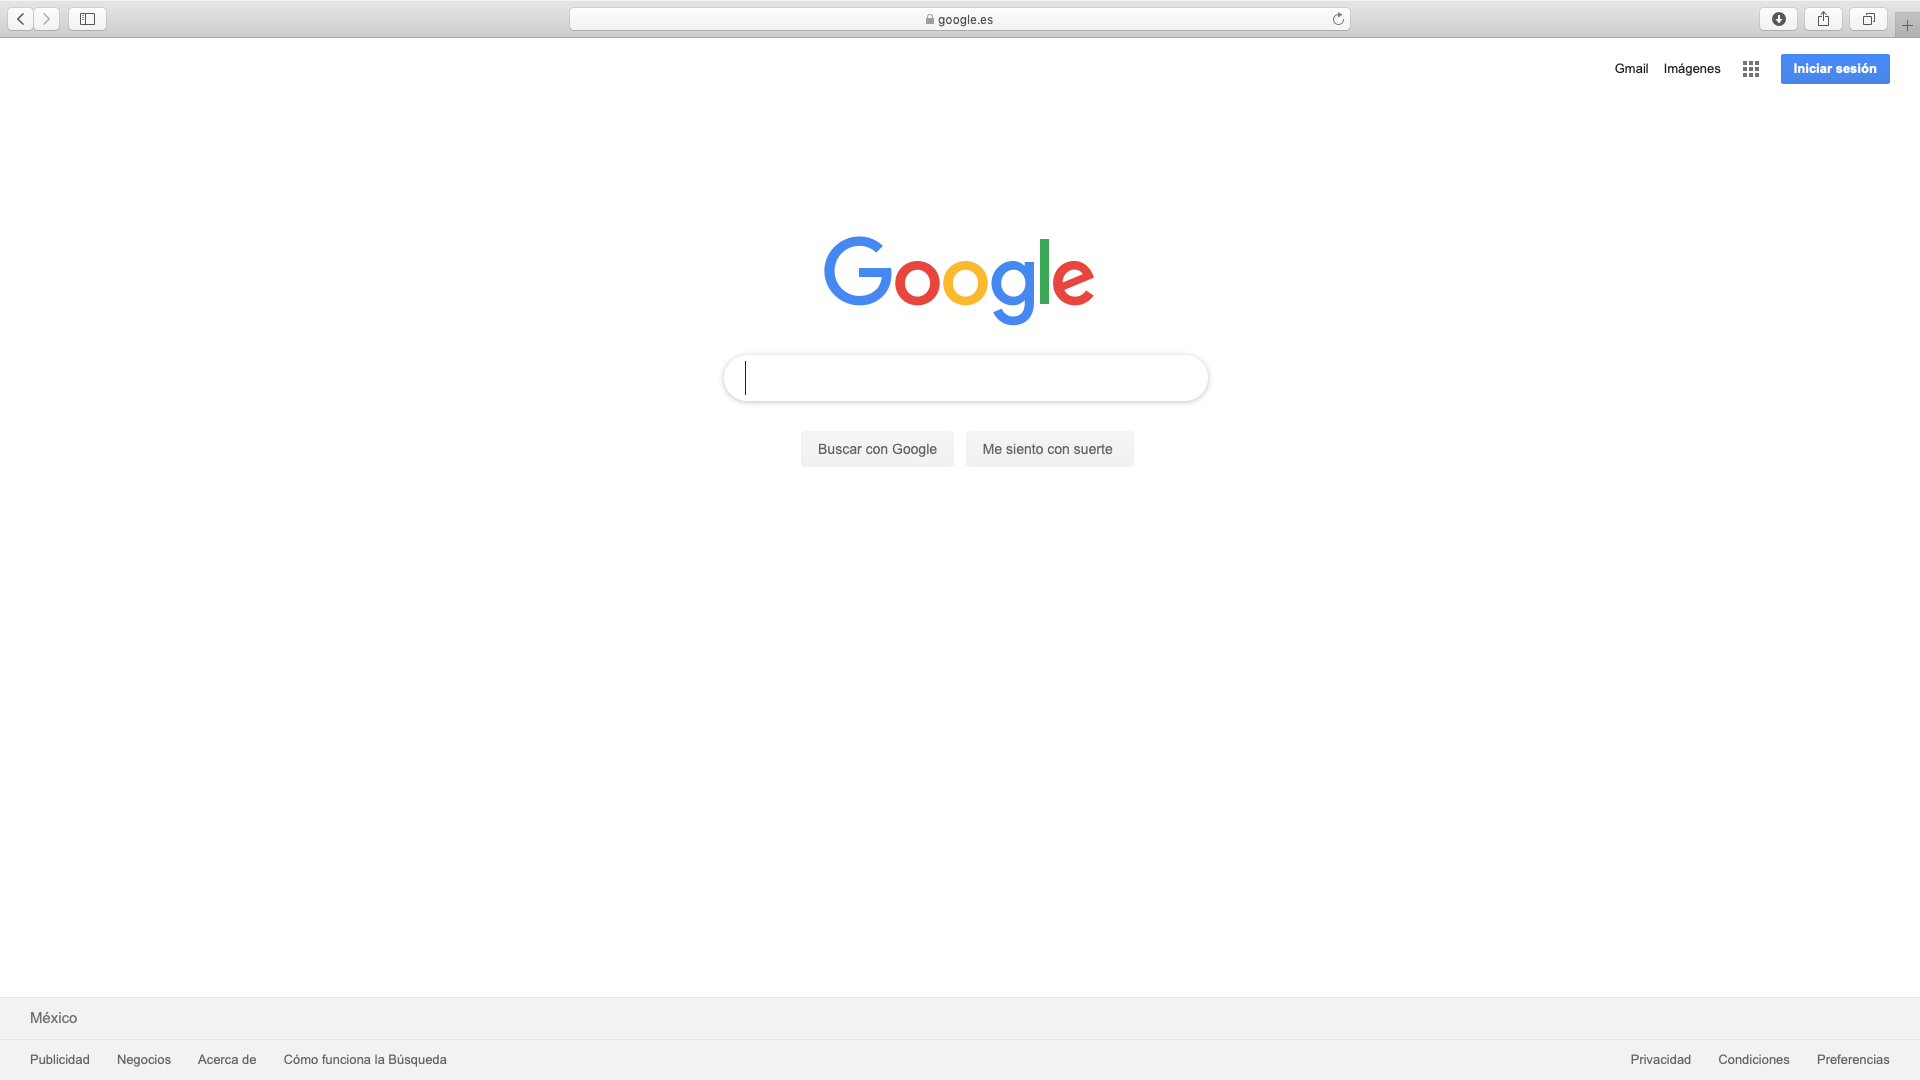 google.es
Gmail Imágenes Iniciar sesión
Google
Buscar con Google Me siento con suerte
México
Publicidad Negocios Acerca de Cómo funciona la Búsqueda Privacidad Condiciones Preferencias